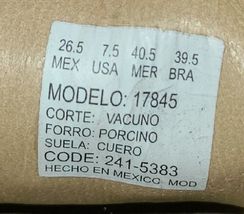 26.5 7.5 40.5 39.5
MEX USA MER BRA
MODELO: 17845
CORTE: VACUNO
FORRO: PORCINO
SUELA: CUERO
CODE: 241-5383
HECHO EN MEXICO MOD